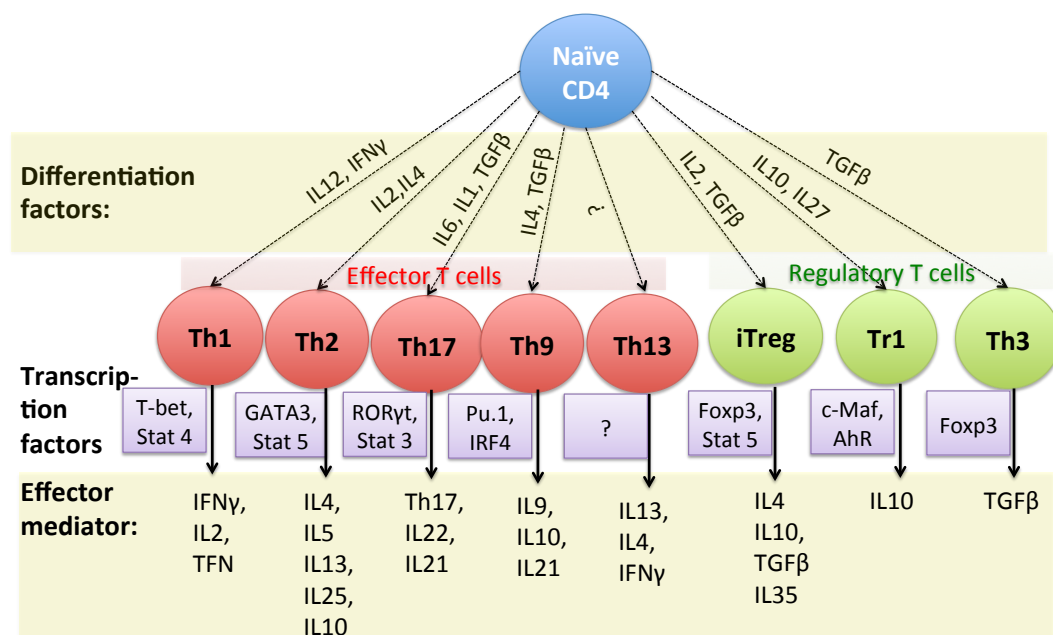 Naïve
CD4
Differentiation
factors:
IL12, IFNγ
IL2,IL4
IL6, IL1, TGFβ
IL4, TGFβ
?
IL2, TGFβ
IL10, IL27
TGFβ
Effector T cells
Regulatory T cells
Th1
Th2
Th17
Th9
Th13
iTreg
Tr1
Th3
Transcrip-
tion
factors
T-bet,
Stat 4
GATA3,
Stat 5
RORγt,
Stat 3
Pu.1,
IRF4
?
Foxp3,
Stat 5
c-Maf,
AhR
Foxp3
Effector
mediator:
IFNγ,
IL2,
TFN
IL4,
IL5
IL13,
IL25,
IL10
Th17,
IL22,
IL21
IL9,
IL10,
IL21
IL13,
IL4,
IFNγ
IL4
IL10,
TGFβ
IL35
IL10
TGFβ